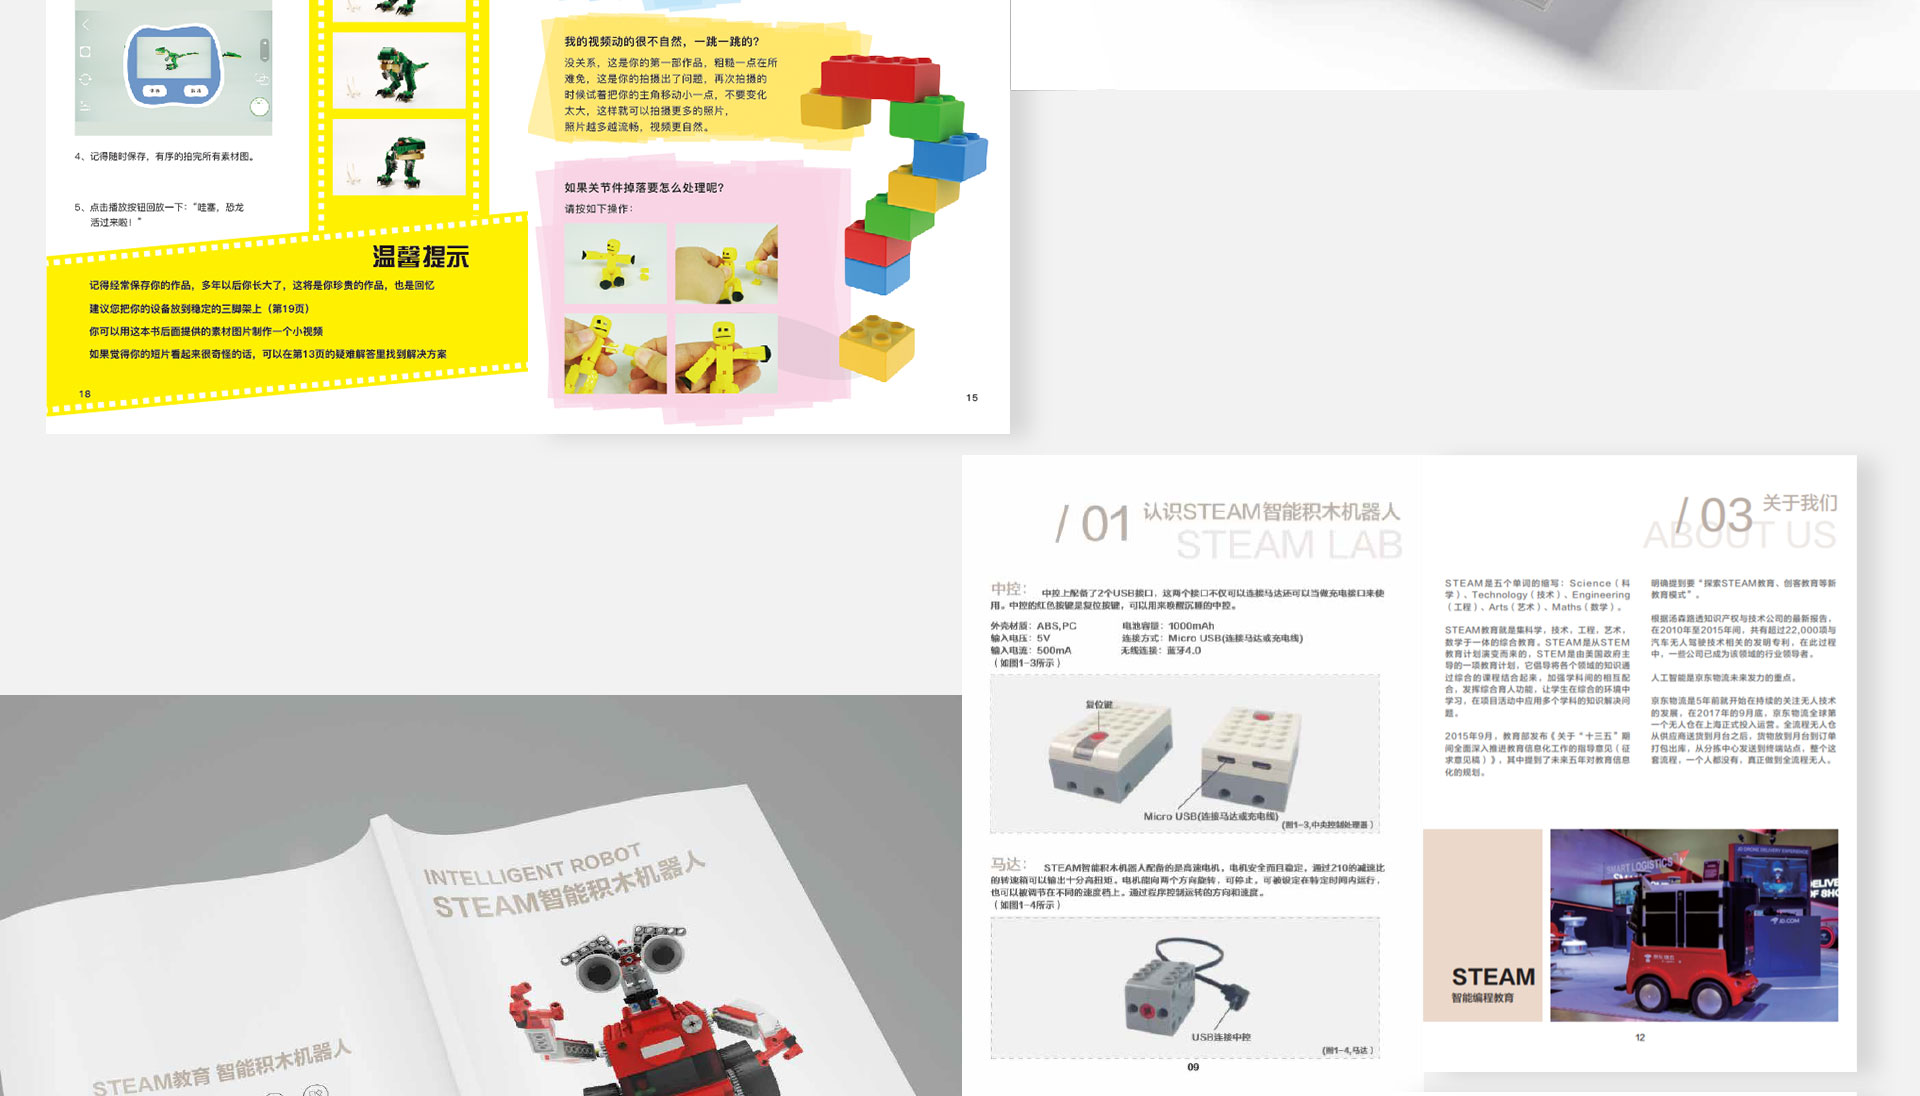 4、记得随时保存，有序的拍完所有素材图。
5、点击播放按钮回放一下：“哇塞，恐龙
活过来啦！”
温馨提示
记得经常保存你的作品，多年以后你长大了，这将是你珍贵的作品，也是回忆
建议您把你的设备放到稳定的三脚架上（第19页）
你可以用这本书后面提供的素材图片制作一个小视频
如果觉得你的短片看起来很奇怪的话，可以在第13页的疑难解答里找到解决方案
18
我的视频动的很不自然，一跳一跳的？
没关系，这是你的第一部作品，粗糙一点在所
难免，这是你的拍摄出了问题，再次拍摄的
时候试着把你的主角移动小一点，不要变化
太大，这样就可以拍摄更多的照片，
照片越多越流畅，视频更自然。
如果关节件掉落要怎么处理呢？
请按如下操作：
15
/ 01 认识STEAM智能积木机器人
STEAM LAB
中控： 中控上配备了2个USB接口，这两个接口不仅可以连接马达还可以当做充电接口来使
用。中控的红色按键是复位按键，可以用来唤醒沉睡的中控。
外壳材质：ABS,PC 电池容量：1000mAh
输入电压：5V 连接方式：Micro USB(连接马达或充电线)
输入电流：500mA 无线连接：蓝牙4.0
（如图1-3所示）
复位键
Micro USB(连接马达或充电线)
(图1-3,中央控制处理器）
马达： STEAM智能积木机器人配备的是高速电机，电机安全而且稳定，通过210的减速比
的转速箱可以输出十分高扭矩。电机能向两个方向旋转，可停止。可被设定在特定时间内运行，
也可以被调节在不同的速度档上。通过程序控制运转的方向和速度。
（如图1-4所示）
USB连接中控
(图1-4,马达）
09
/ 03 关于我们
ABOUT US
STEAM是五个单词的缩写：Science（科
学）、Technology（技术）、Engineering
（工程）、Arts（艺术）、Maths（数学）。
STEAM教育就是集科学，技术，工程，艺术，
数学于一体的综合教育。STEAM是从STEM
教育计划演变而来的，STEM是由美国政府主
导的一项教育计划，它倡导将各个领域的知识通
过综合的课程结合起来，加强学科间的相互配
合，发挥综合育人功能，让学生在综合的环境中
学习，在项目活动中应用多个学科的知识解决问
题。
2015年9月，教育部发布《关于“十三五”期
间全面深入推进教育信息化工作的指导意见（征
求意见稿）》，其中提到了未来五年对教育信息
化的规划。
明确提到要“探索STEAM教育、创客教育等新
教育模式”。
根据汤森路透知识产权与技术公司的最新报告，
在2010年至2015年间，共有超过22,000项与
汽车无人驾驶技术相关的发明专利，在此过程
中，一些公司已成为该领域的行业领导者。
人工智能是京东物流未来发力的重点。
京东物流是5年前就开始在持续的关注无人技术
的发展，在2017年的9月底，京东物流全球第
一个无人仓在上海正式投入运营。全流程无人仓
从供应商送货到月台之后，货物放到月台到订单
打包出库，从分拣中心发送到终端站点，整个这
套流程，一个人都没有，真正做到全流程无人。
STEAM
智能编程教育
SMART LOGISTICS
JD DRONE DELIVERY EXPERIENCE
JD.COM
12
INTELLIGENT ROBOT
STEAM智能积木机器人
STEAM教育 智能积木机器人